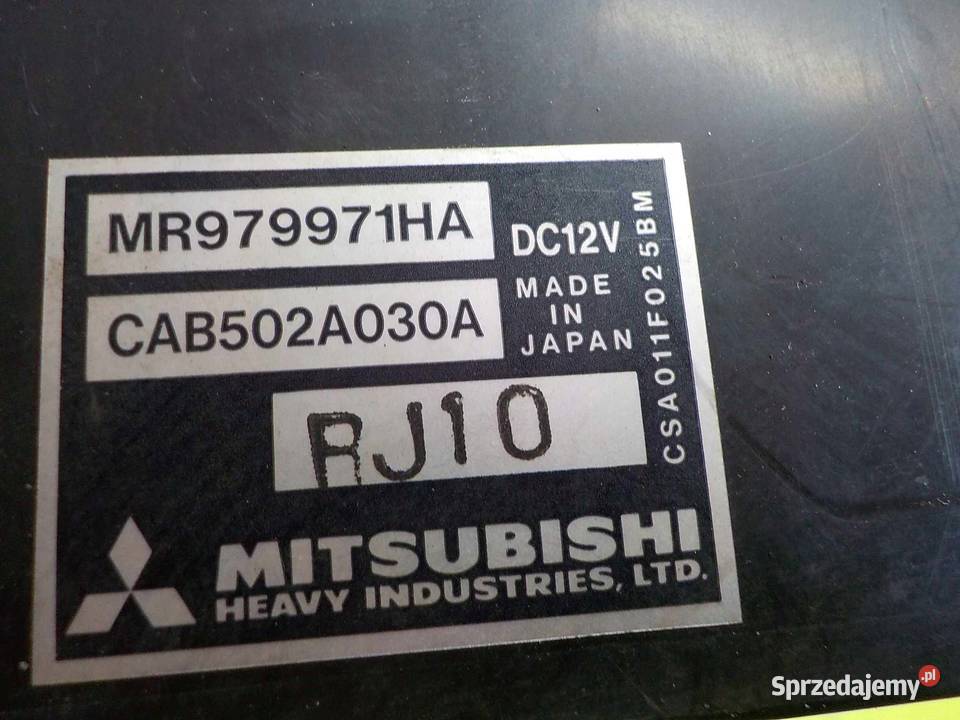 MR979971HA
DC12V
CAB502A030A
MADE
IN
JAPAN
CSA011F025BM
RJ10
MITSUBISHI
HEAVY INDUSTRIES, LTD.
Sprzedajemy.pl